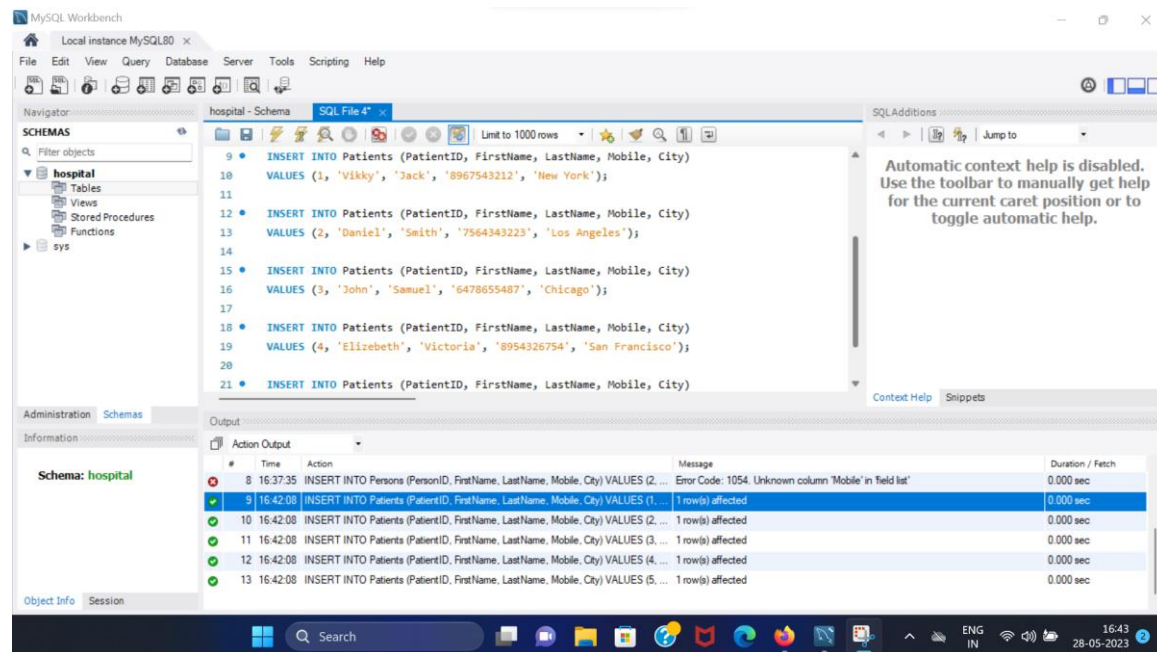 MySQL Workbench
Local instance MySQL80
File Edit View Query Database Server Tools Scripting Help
Navigator
SCHEMAS
Filter objects
hospital
Tables
Views
Stored Procedures
Functions
sys
Administration Schemas
Information
Schema: hospital
Object Info Session
hospital - Schema SQL File 4*
Limit to 1000 rows
9 INSERT INTO Patients (PatientID, FirstName, LastName, Mobile, City)
10 VALUES (1, 'Vikky', 'Jack', '8967543212', 'New York');
11
12 INSERT INTO Patients (PatientID, FirstName, LastName, Mobile, City)
13 VALUES (2, 'Daniel', 'Smith', '7564343223', 'Los Angeles');
14
15 INSERT INTO Patients (PatientID, FirstName, LastName, Mobile, City)
16 VALUES (3, 'John', 'Samuel', '6478655487', 'Chicago');
17
18 INSERT INTO Patients (PatientID, FirstName, LastName, Mobile, City)
19 VALUES (4, 'Elizebeth', 'Victoria', '8954326754', 'San Francisco');
20
21 INSERT INTO Patients (PatientID, FirstName, LastName, Mobile, City)
SQLAdditions
Jump to
Automatic context help is disabled.
Use the toolbar to manually get help
for the current caret position or to
toggle automatic help.
Context Help Snippets
Output
Action Output
# Time Action Message Duration / Fetch
8 16:37:35 INSERT INTO Persons (PersonID, FirstName, LastName, Mobile, City) VALUES (2, ... Error Code: 1054. Unknown column 'Mobile' in 'field list' 0.000 sec
9 16:42:08 INSERT INTO Patients (PatientID, FirstName, LastName, Mobile, City) VALUES (1, ... 1 row(s) affected 0.000 sec
10 16:42:08 INSERT INTO Patients (PatientID, FirstName, LastName, Mobile, City) VALUES (2, ... 1 row(s) affected 0.000 sec
11 16:42:08 INSERT INTO Patients (PatientID, FirstName, LastName, Mobile, City) VALUES (3, ... 1 row(s) affected 0.000 sec
12 16:42:08 INSERT INTO Patients (PatientID, FirstName, LastName, Mobile, City) VALUES (4, ... 1 row(s) affected 0.000 sec
13 16:42:08 INSERT INTO Patients (PatientID, FirstName, LastName, Mobile, City) VALUES (5, ... 1 row(s) affected 0.000 sec
Search
ENG
IN
16:43
28-05-2023
2